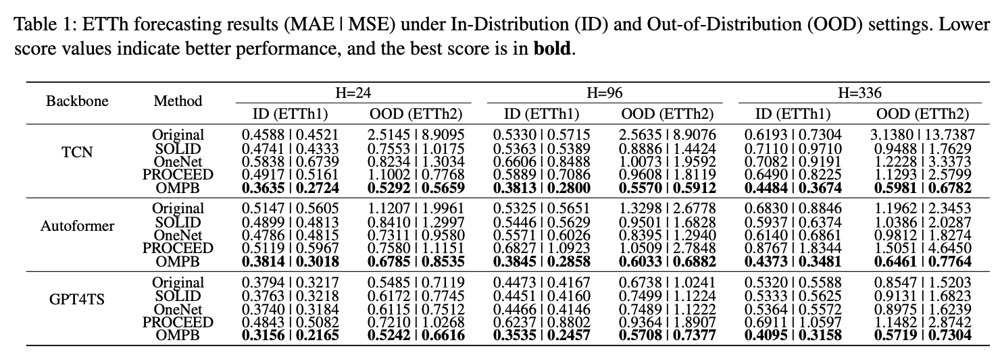 Table 1: ETTh forecasting results (MAE | MSE) under In-Distribution (ID) and Out-of-Distribution (OOD) settings. Lower
score values indicate better performance, and the best score is in bold.
Backbone Method H=24 H=96 H=336
ID (ETTh1) OOD (ETTh2) ID (ETTh1) OOD (ETTh2) ID (ETTh1) OOD (ETTh2)
TCN
Original 0.4588 | 0.4521 2.5145 | 8.9095 0.5330 | 0.5715 2.5635 | 8.9076 0.6193 | 0.7304 3.1380 | 13.7387
SOLID 0.4741 | 0.4333 0.7553 | 1.0175 0.5363 | 0.5389 0.8886 | 1.4424 0.7110 | 0.9710 0.9488 | 1.7629
OneNet 0.5838 | 0.6739 0.8234 | 1.3034 0.6606 | 0.8488 1.0073 | 1.9592 0.7082 | 0.9191 1.2228 | 3.3373
PROCEED 0.4917 | 0.5161 1.1002 | 0.7768 0.5889 | 0.7086 0.9608 | 1.8119 0.6490 | 0.8225 1.1293 | 2.5799
OMPB 0.3635 | 0.2724 0.5292 | 0.5659 0.3813 | 0.2800 0.5570 | 0.5912 0.4484 | 0.3674 0.5981 | 0.6782
Autoformer
Original 0.5147 | 0.5605 1.1207 | 1.9961 0.5325 | 0.5651 1.3298 | 2.6778 0.6830 | 0.8846 1.1962 | 2.3453
SOLID 0.4899 | 0.4813 0.8410 | 1.2997 0.5446 | 0.5629 0.9501 | 1.6828 0.5937 | 0.6374 1.0386 | 2.0287
OneNet 0.4786 | 0.4815 0.7311 | 0.9580 0.5571 | 0.6026 0.8395 | 1.2940 0.6140 | 0.6861 0.9812 | 1.8274
PROCEED 0.5119 | 0.5967 0.7580 | 1.1151 0.6827 | 1.0923 1.0509 | 2.7848 0.8767 | 1.8344 1.5051 | 4.6450
OMPB 0.3814 | 0.3018 0.6785 | 0.8535 0.3845 | 0.2858 0.6033 | 0.6882 0.4373 | 0.3481 0.6461 | 0.7764
GPT4TS
Original 0.3794 | 0.3217 0.5485 | 0.7119 0.4473 | 0.4167 0.6738 | 1.0241 0.5320 | 0.5588 0.8547 | 1.5203
SOLID 0.3763 | 0.3218 0.6172 | 0.7745 0.4451 | 0.4160 0.7499 | 1.1224 0.5333 | 0.5625 0.9131 | 1.6823
OneNet 0.3740 | 0.3184 0.6115 | 0.7512 0.4466 | 0.4146 0.7489 | 1.1222 0.5364 | 0.5572 0.8975 | 1.6239
PROCEED 0.4843 | 0.5082 0.7210 | 1.0268 0.6237 | 0.8802 0.9364 | 1.8907 0.6911 | 1.0597 1.1482 | 2.8742
OMPB 0.3156 | 0.2165 0.5242 | 0.6616 0.3535 | 0.2457 0.5708 | 0.7377 0.4095 | 0.3158 0.5719 | 0.7304